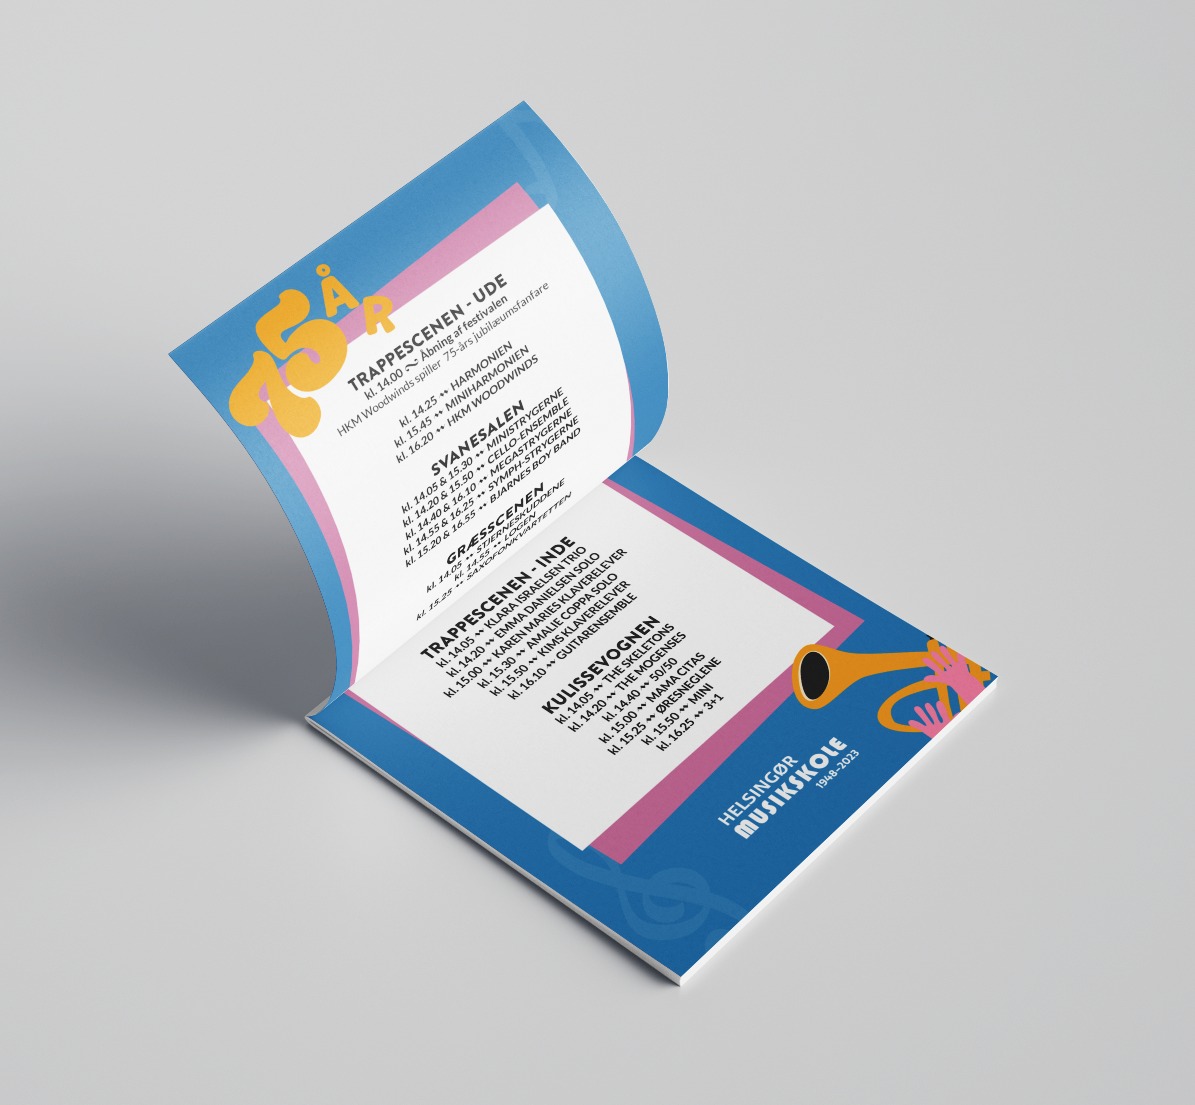 75 ÅR
TRAPPESCENEN - UDE
kl. 14.00 ~ Åbning af festivalen
HKM Woodwinds spiller 75-års jubilæumsfanfare
kl. 14.25 •• HARMONIEN
kl. 15.45 •• MINIHARMONIEN
kl. 16.20 •• HKM WOODWINDS
SVANESALEN
kl. 14.05 & 15.30 •• MINISTRYGERNE
kl. 14.20 & 15.50 •• CELLO-ENSEMBLE
kl. 14.40 & 16.10 •• MEGASTRYGERNE
kl. 14.55 & 16.25 •• SYMPH-STRYGERNE
kl. 15.20 & 16.55 •• BJARNES BOY BAND
GRÆSSCENEN
kl. 14.05 •• STJERNESKUDDENE
kl. 14.55 •• LOGEN
kl. 15.25 •• SAXOFONKVARTETTEN
TRAPPESCENEN - INDE
kl. 14.05 •• KLARA ISRAELSEN TRIO
kl. 14.20 •• EMMA DANIELSEN SOLO
kl. 15.00 •• KAREN MARIES KLAVERELEVER
kl. 15.30 •• AMALIE COPPA SOLO
kl. 15.50 •• KIMS KLAVERELEVER
kl. 16.10 •• GUITARENSEMBLE
KULISSEVOGNEN
kl. 14.05 •• THE SKELETONS
kl. 14.20 •• THE MOGENSES
kl. 14.40 •• 50/50
kl. 15.00 •• MAMA CITAS
kl. 15.25 •• ØRESNEGLENE
kl. 15.50 •• MINI
kl. 16.25 •• 3+1
HELSINGØR
MUSIKSKOLE
1948-2023